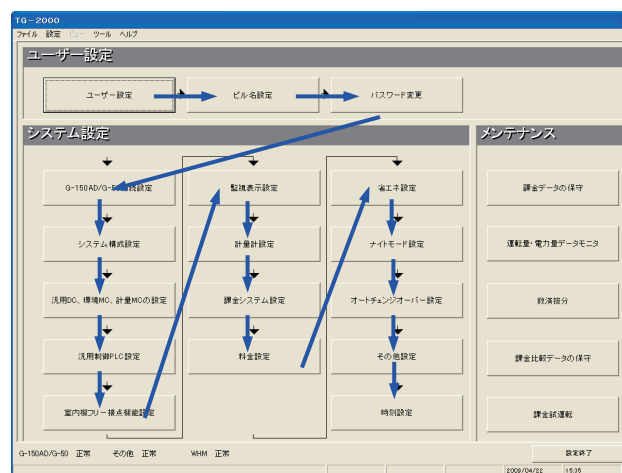 TG-2000
ファイル 設定 ビュー ツール ヘルプ
ユーザー設定
ユーザー設定 ビル名設定 パスワード変更
システム設定 メンテナンス
G-150AD/G-50接続設定 監視表示設定 省エネ設定 課金データの保守
システム構成設定 計量計設定 ナイトモード設定 運転量・電力量データモニタ
汎用DC、環境MC、計量MCの設定 課金システム設定 オートチェンジオーバー設定 救済按分
汎用制御PLC設定 料金設定 その他設定 課金比較データの保守
室内機フリー接点機能設定 時刻設定 課金試運転
G-150AD/G-50 正常 その他 正常 WHM 正常 設定終了
2009/04/22 15:35